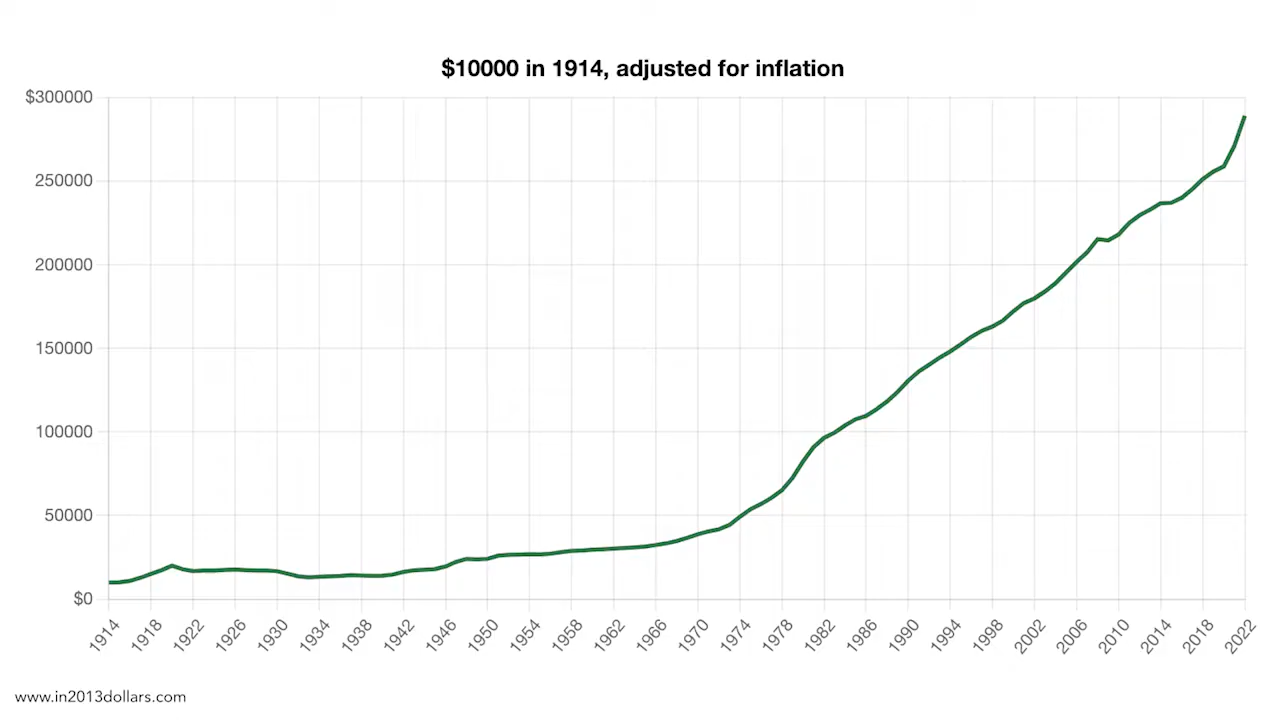 $10000 in 1914, adjusted for inflation
$300000
250000
200000
150000
100000
50000
$0
1914 1918 1922 1926 1930 1934 1938 1942 1946 1950 1954 1958 1962 1966 1970 1974 1978 1982 1986 1990 1994 1998 2002 2006 2010 2014 2018 2022
www.in2013dollars.com